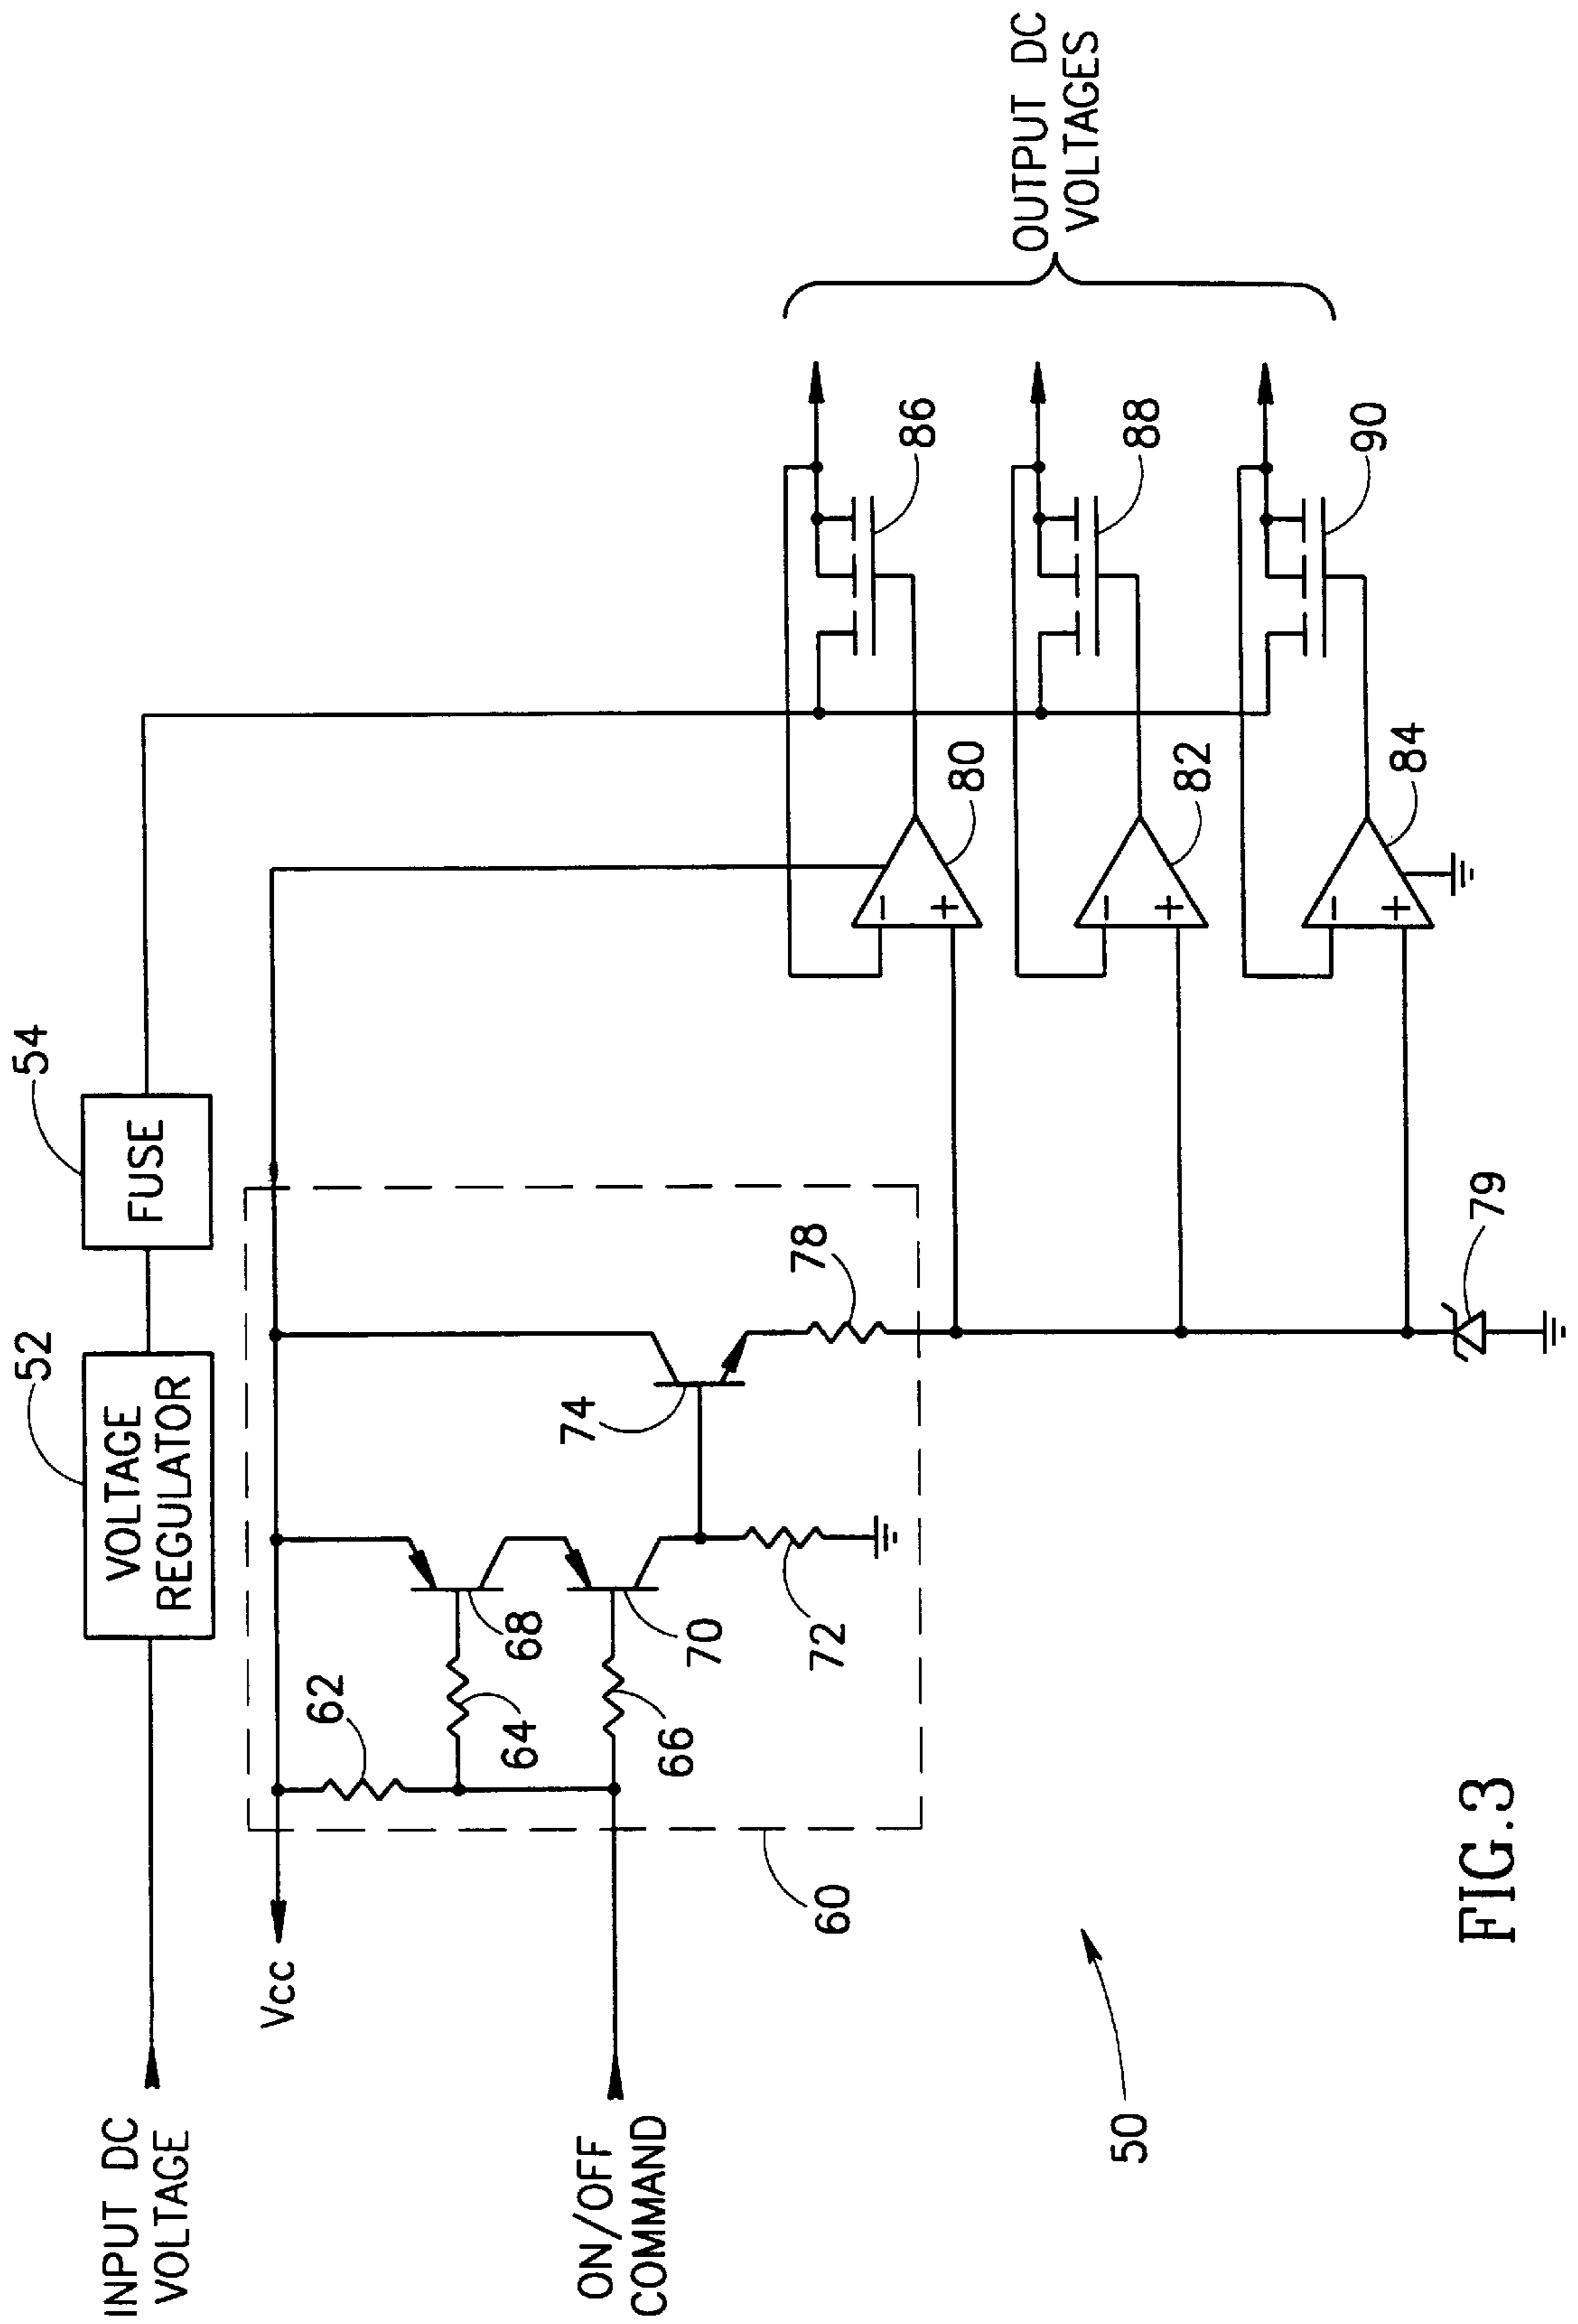 INPUT DC
VOLTAGE
52
VOLTAGE
REGULATOR
54
FUSE
Vcc
ON/OFF
COMMAND
60
62
64
66
68
70
72
74
78
79
80
-
+
82
-
+
84
-
+
86
88
90
OUTPUT DC
VOLTAGES
50
FIG.3